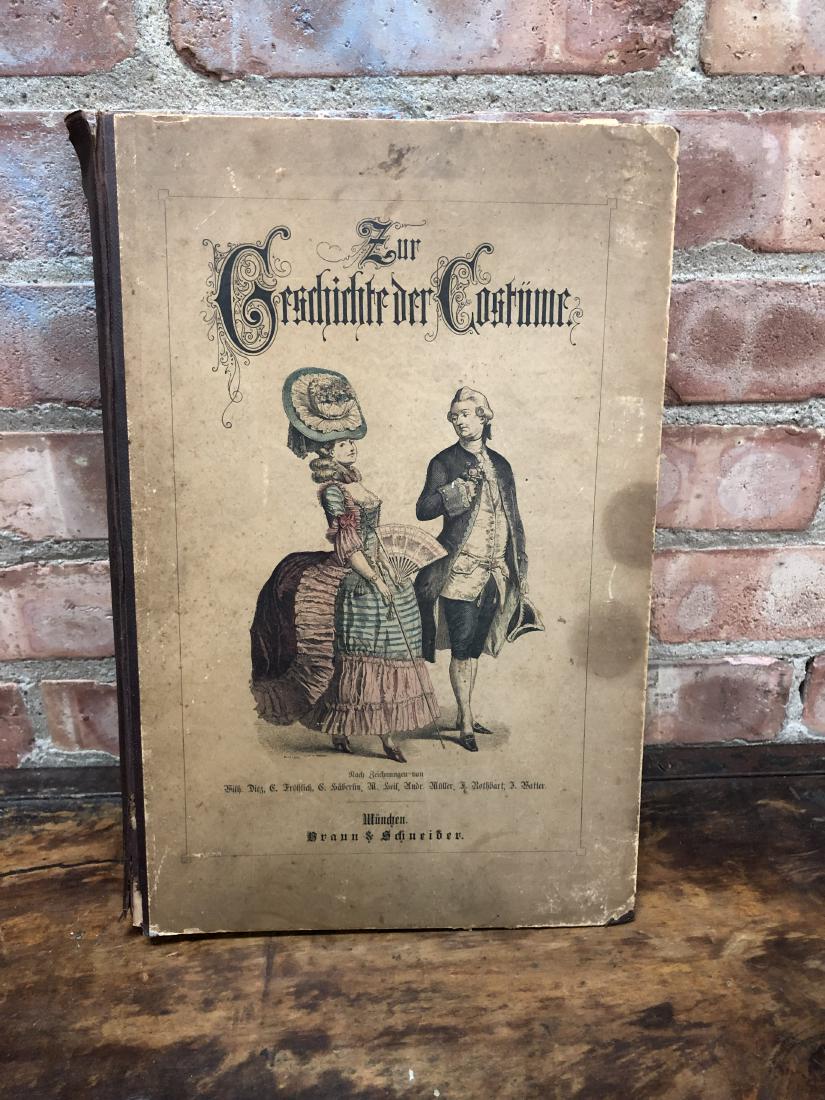 Zur
Geschichte der Costüme.
Nach Zeichnungen von
Wilh. Diez, C. Fröhlich, C. Häberlin, M. Heil, Andr. Müller, F. Rothbart, J. Watter.
München.
Braun & Schneider.